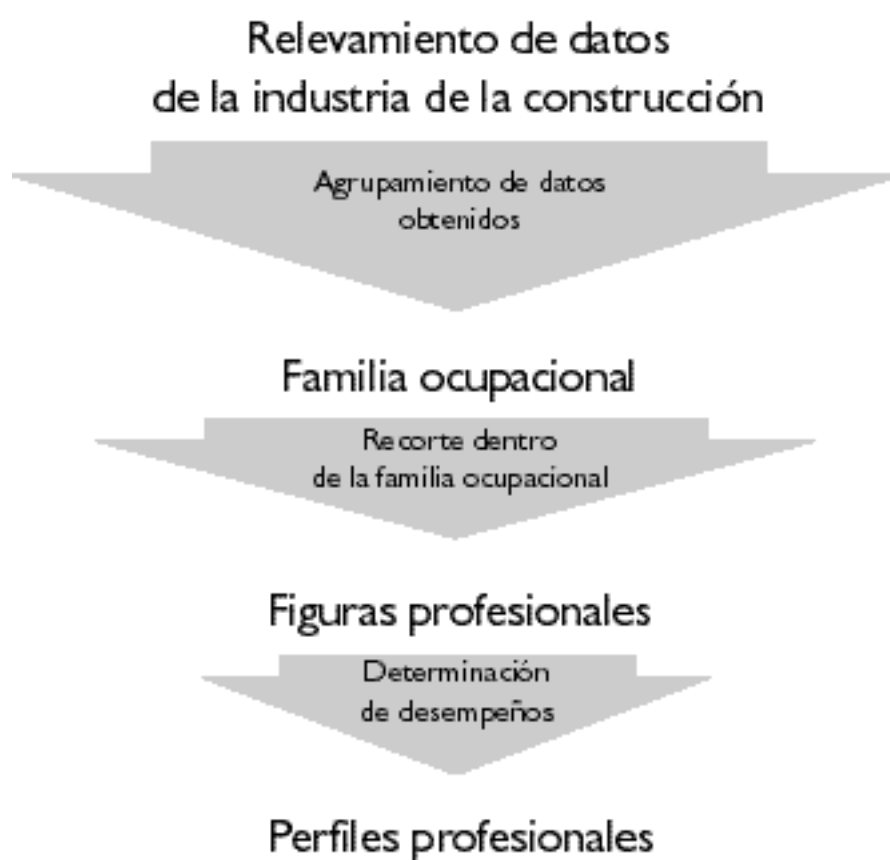 Relevamiento de datos
de la industria de la construcción
Agrupamiento de datos
obtenidos
Familia ocupacional
Recorte dentro
de la familia ocupacional
Figuras profesionales
Determinación
de desempeños
Perfiles profesionales